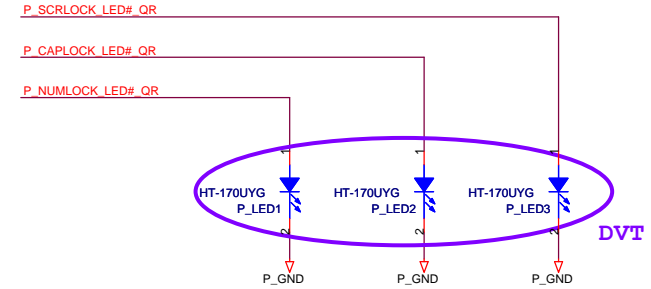 P_SCRLOCK_LED#_QR
P_CAPLOCK_LED#_QR
P_NUMLOCK_LED#_QR
1 1 1
HT-170UYG HT-170UYG HT-170UYG
P_LED1 P_LED2 P_LED3
2 2 2
DVT
P_GND P_GND P_GND